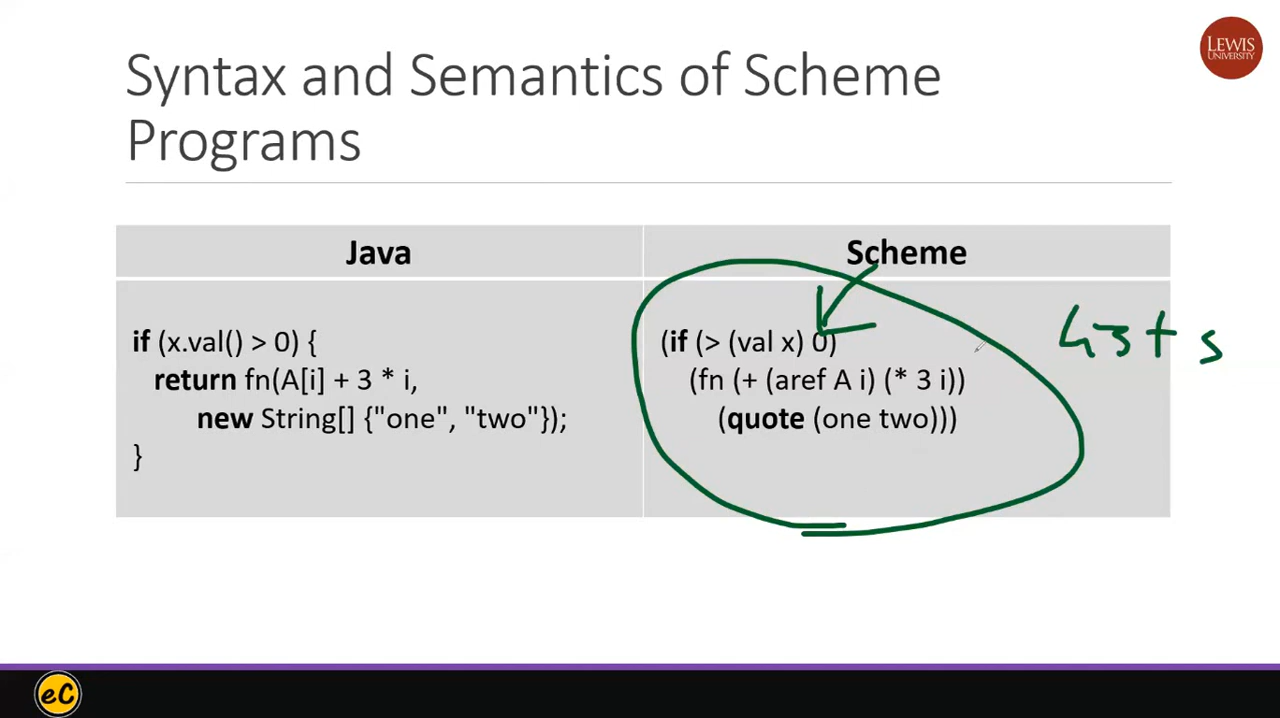 LEWIS
UNIVERSITY
Syntax and Semantics of Scheme
Programs
Java
Scheme
if (x.val() > 0) {
return fn(A[i] + 3 * i,
new String[] {"one", "two"});
}
(if (> (val x) 0)
(fn (+ (aref A i) (* 3 i))
(quote (one two)))
Lists
eC